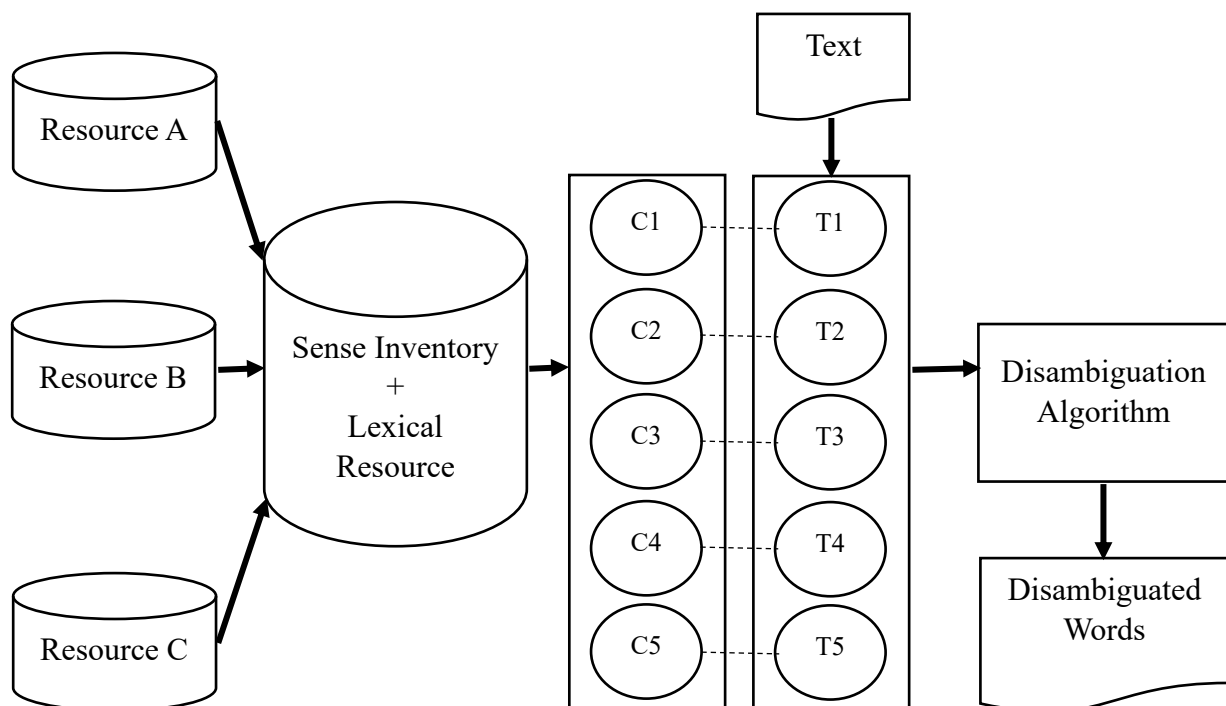 Text
Resource A
C1
T1
C2
T2
Sense Inventory
+
Lexical
Resource
Resource B
Disambiguation
Algorithm
C3
T3
C4
T4
Disambiguated
Words
Resource C
C5
T5